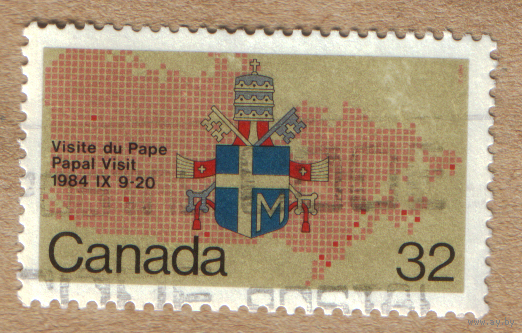 Visite du Pape
Papal Visit
1984 IX 9-20
M
Canada
32